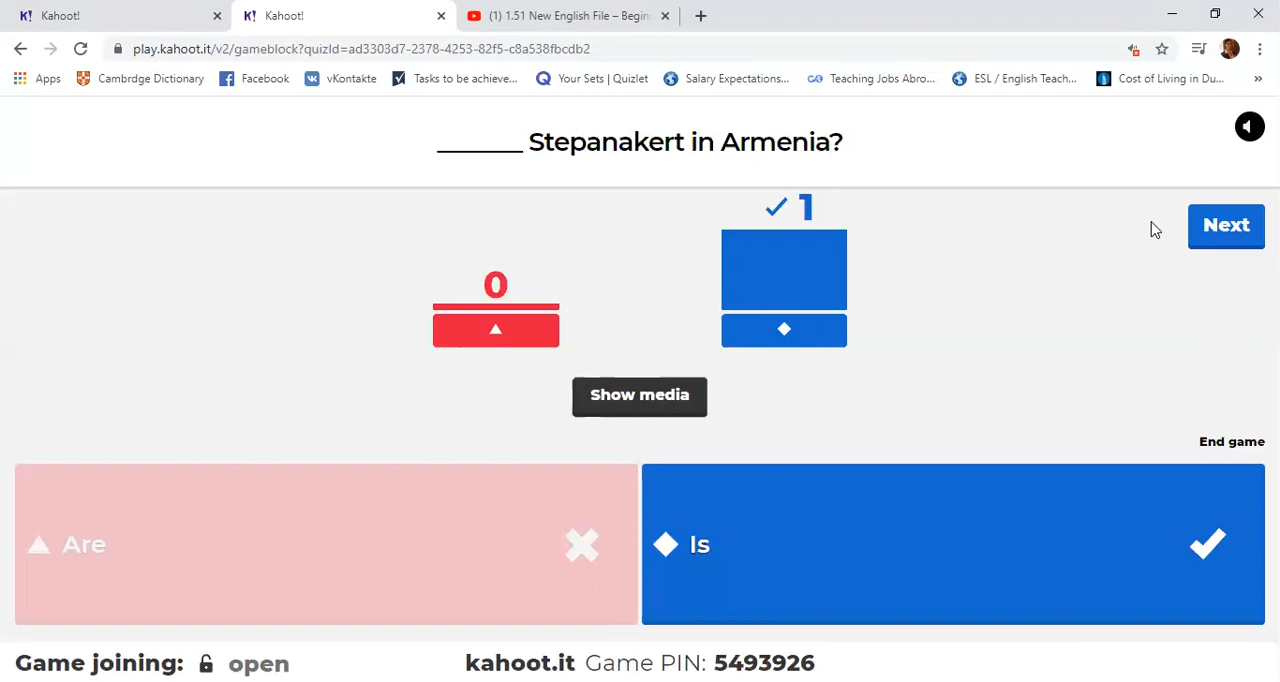 Kahoot!
Kahoot!
(1) 1.51 New English File – Begin
play.kahoot.it/v2/gameblock?quizId=ad3303d7-2378-4253-82f5-c8a538fbcdb2
Apps Cambrdge Dictionary Facebook vKontakte Tasks to be achieve... Your Sets | Quizlet Salary Expectations... Teaching Jobs Abro... ESL / English Teach... Cost of Living in Du... »
_______ Stepanakert in Armenia?
1
Next
0
Show media
End game
Are
Is
Game joining: open kahoot.it Game PIN: 5493926